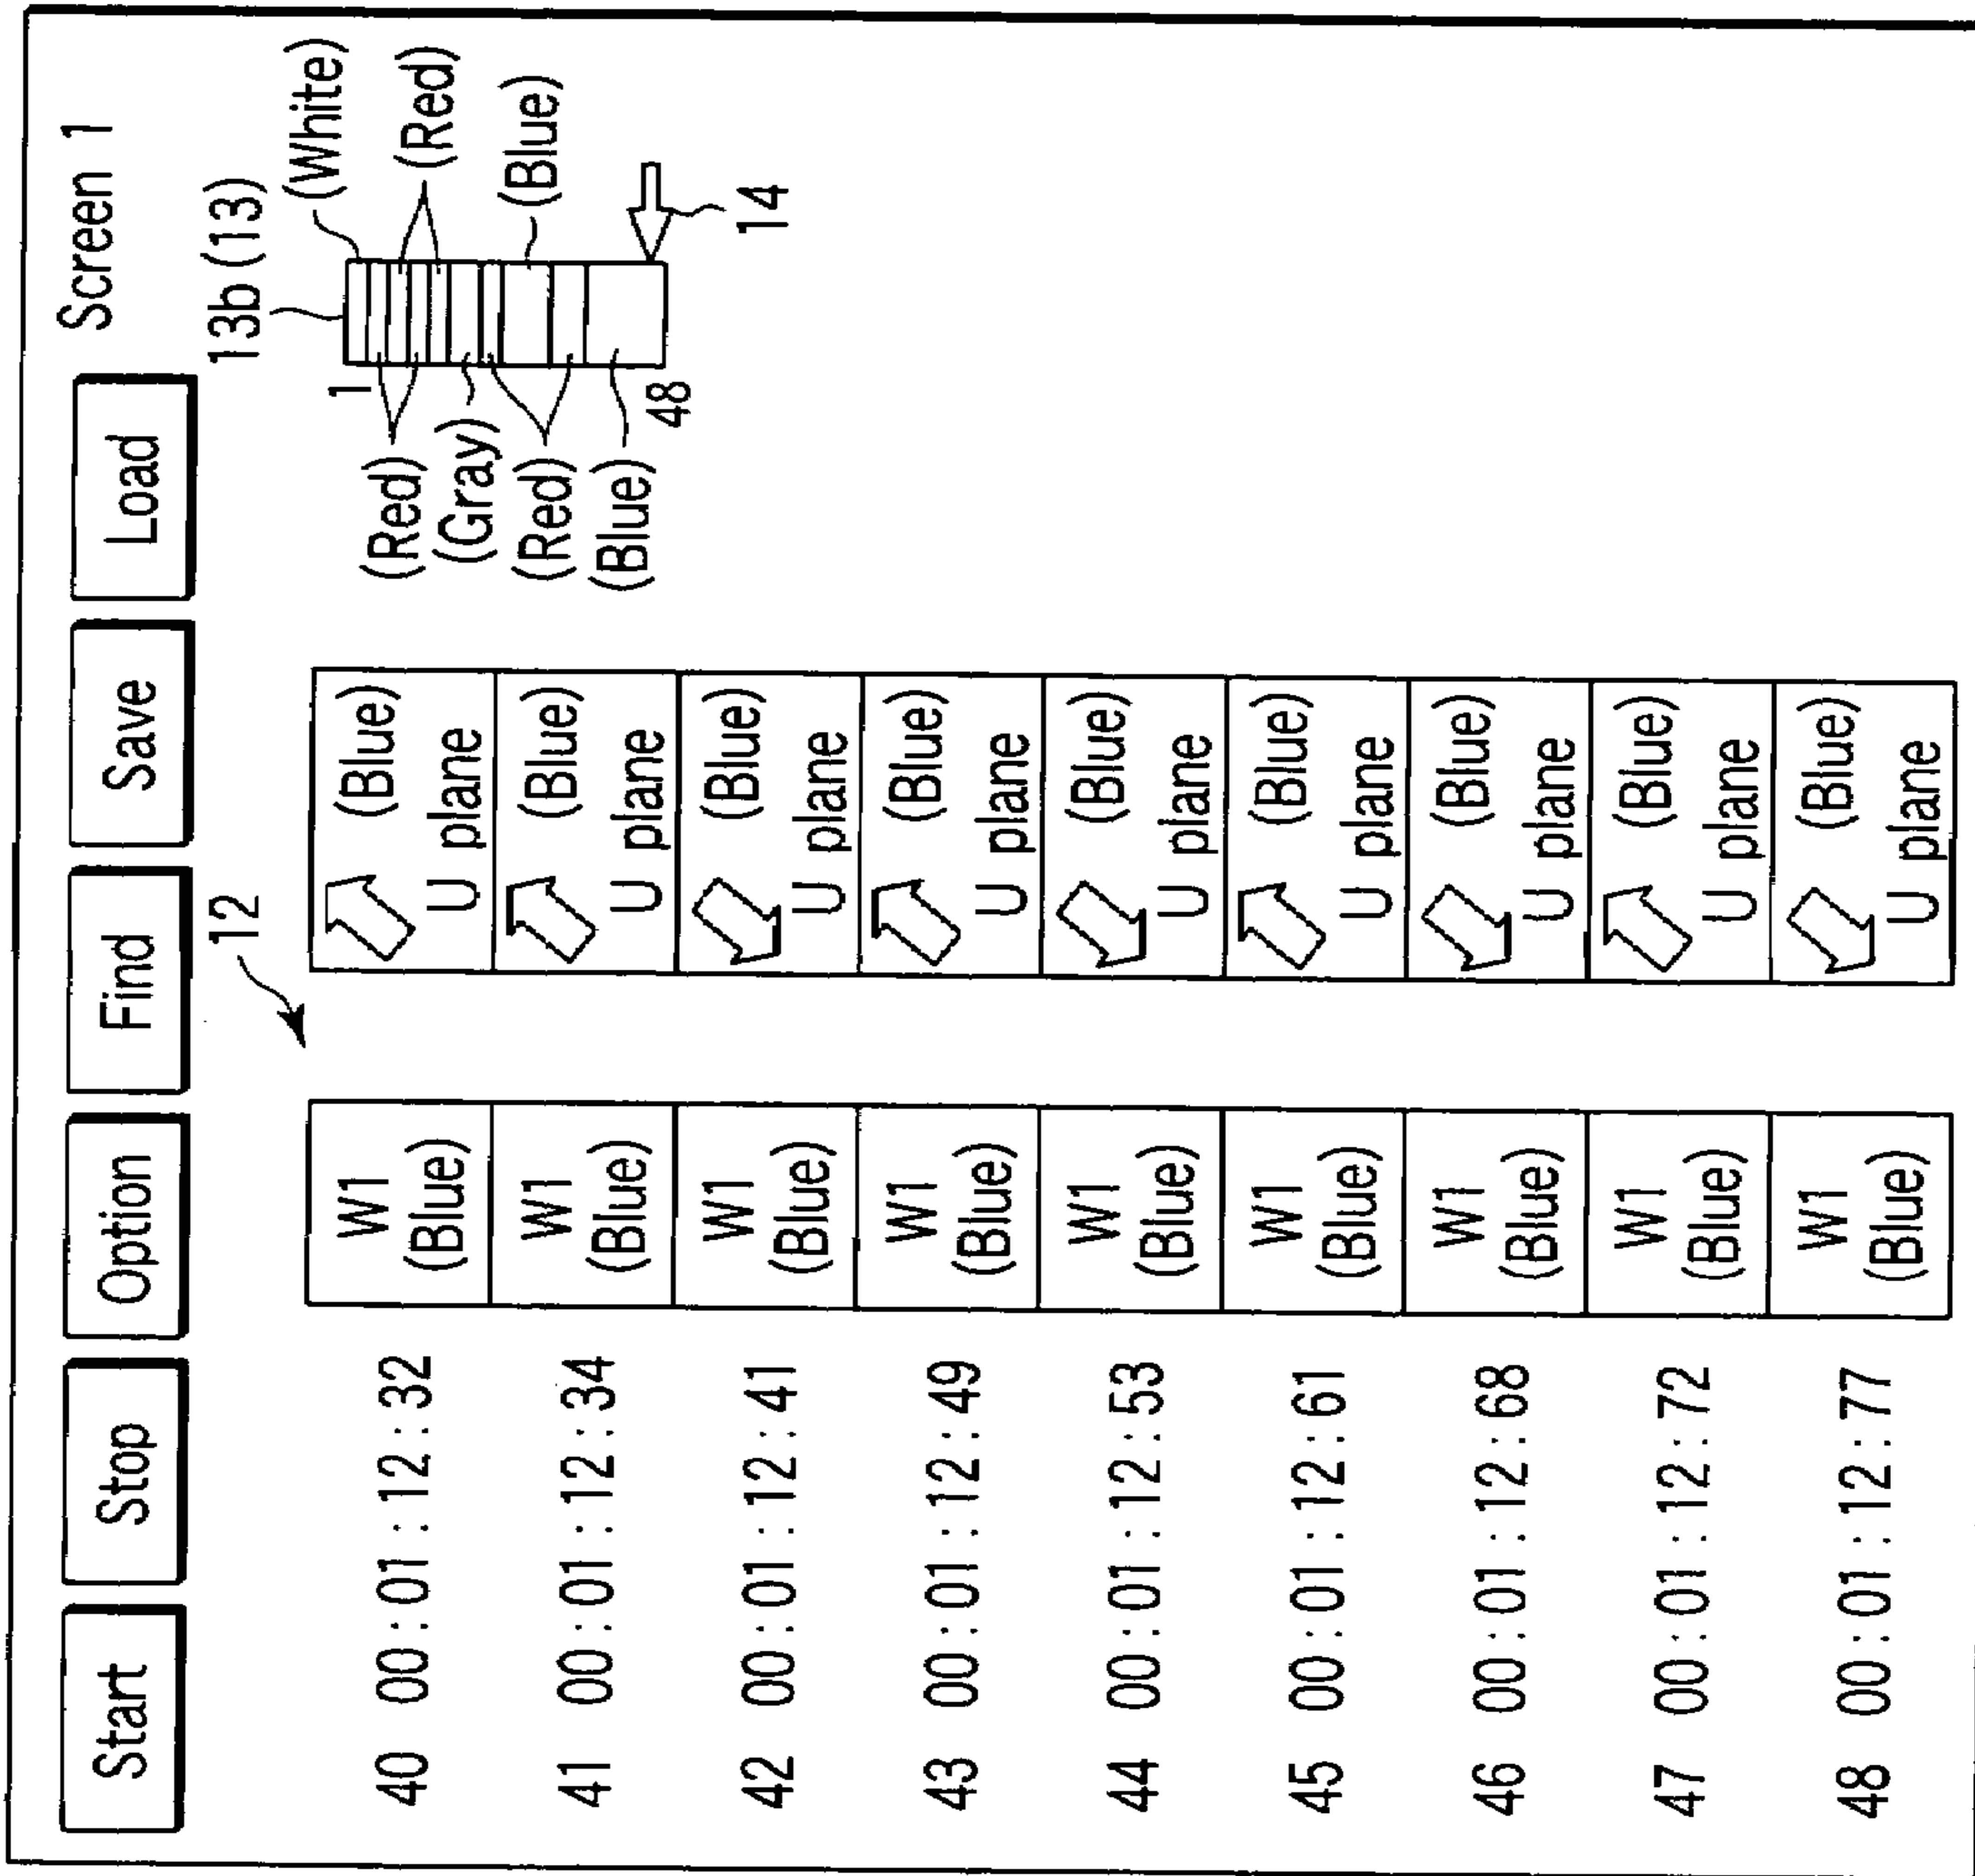 Screen 1
Start Stop Option Find Save Load
12
13b (13)
(White)
1
(Red)
(Red)
(Gray)
(Red)
(Blue)
(Blue)
48
14
40 00:01:12:32 W1 (Blue) (Blue) U plane
41 00:01:12:34 W1 (Blue) (Blue) U plane
42 00:01:12:41 W1 (Blue) (Blue) U plane
43 00:01:12:49 W1 (Blue) (Blue) U plane
44 00:01:12:53 W1 (Blue) (Blue) U plane
45 00:01:12:61 W1 (Blue) (Blue) U plane
46 00:01:12:68 W1 (Blue) (Blue) U plane
47 00:01:12:72 W1 (Blue) (Blue) U plane
48 00:01:12:77 W1 (Blue) (Blue) U plane